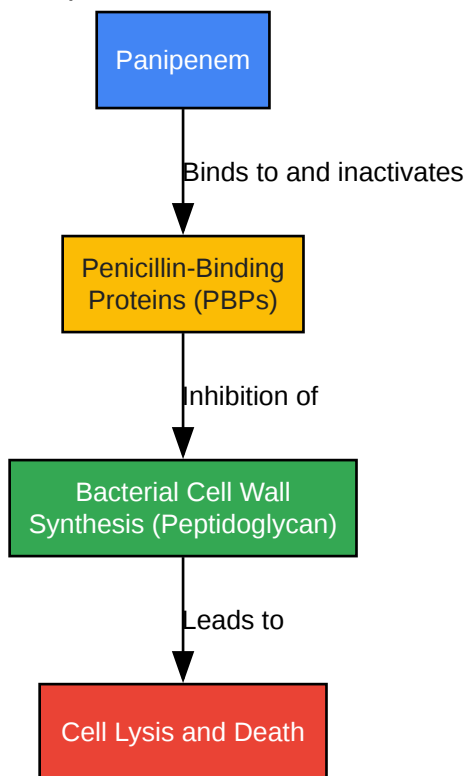 Panipenem
Binds to and inactivates
Penicillin-Binding
Proteins (PBPs)
Inhibition of
Bacterial Cell Wall
Synthesis (Peptidoglycan)
Leads to
Cell Lysis and Death